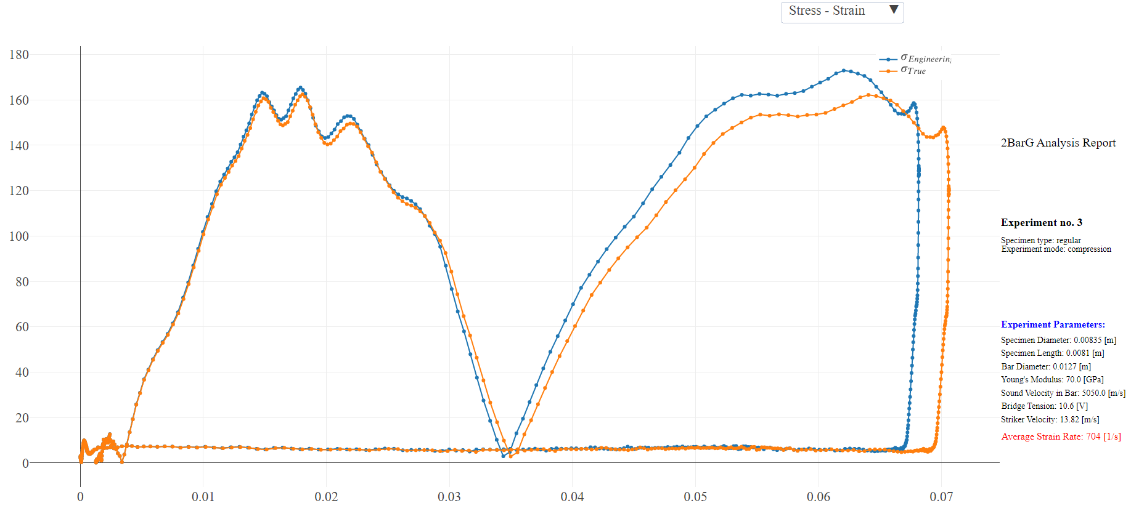 Stress - Strain ▼
σEngineerin
σTrue
180
160
140
120
100
80
60
40
20
0
0
0.01
0.02
0.03
0.04
0.05
0.06
0.07
2BarG Analysis Report
Experiment no. 3
Specimen type: regular
Experiment mode: compression
Experiment Parameters:
Specimen Diameter: 0.00835 [m]
Specimen Length: 0.0081 [m]
Bar Diameter: 0.0127 [m]
Young's Modulus: 70.0 [GPa]
Sound Velocity in Bar: 5050.0 [m/s]
Bridge Tension: 10.6 [V]
Striker Velocity: 13.82 [m/s]
Average Strain Rate: 704 [1/s]